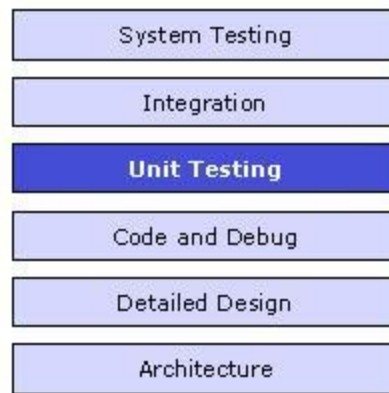 System Testing
Integration
Unit Testing
Code and Debug
Detailed Design
Architecture